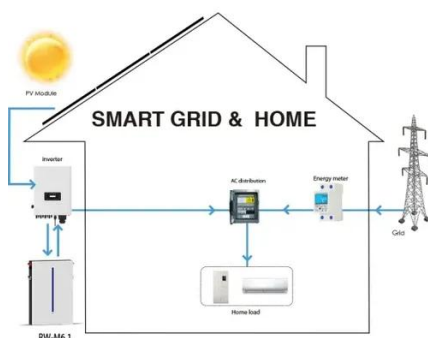 PV Module
SMART GRID & HOME
Inverter
AC distribution
Energy meter
Grid
Home load
RW-M6.1